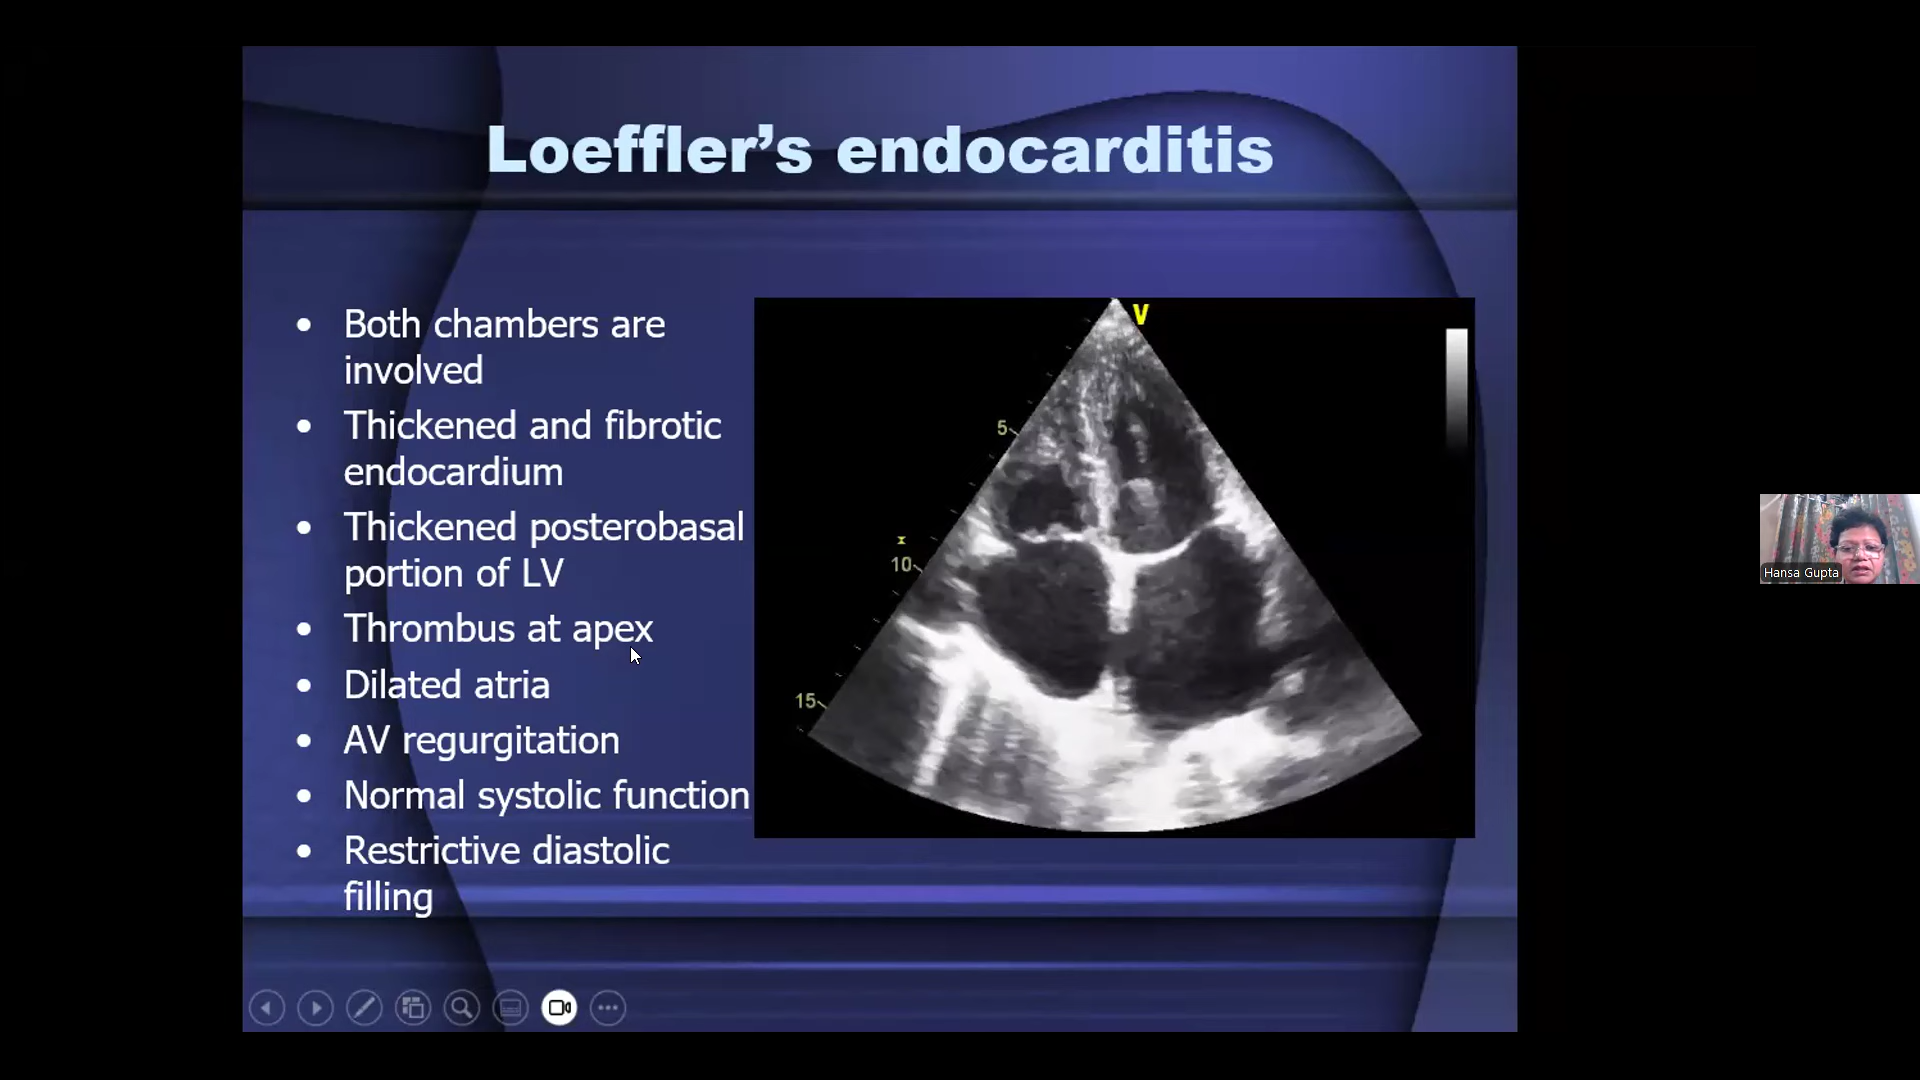 Loeffler’s endocarditis
• Both chambers are
involved
• Thickened and fibrotic
endocardium
• Thickened posterobasal
portion of LV
• Thrombus at apex
• Dilated atria
• AV regurgitation
• Normal systolic function
• Restrictive diastolic
filling
V
5
10
15
Hansa Gupta